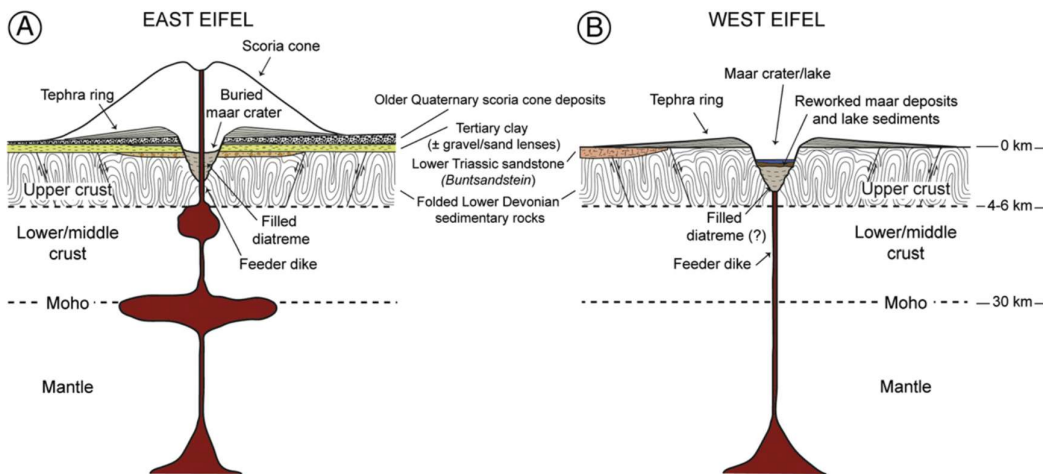 A
EAST EIFEL
Scoria cone
Tephra ring
Buried
maar crater
Upper crust
Lower/middle
crust
Filled
diatreme
Feeder dike
Moho
Mantle
Older Quaternary scoria cone deposits
Tertiary clay
(± gravel/sand lenses)
Lower Triassic sandstone
(Buntsandstein)
Folded Lower Devonian
sedimentary rocks
B
WEST EIFEL
Maar crater/lake
Tephra ring
Reworked maar deposits
and lake sediments
0 km
Upper crust
4-6 km
Filled
diatreme (?)
Feeder dike
Lower/middle
crust
Moho
30 km
Mantle